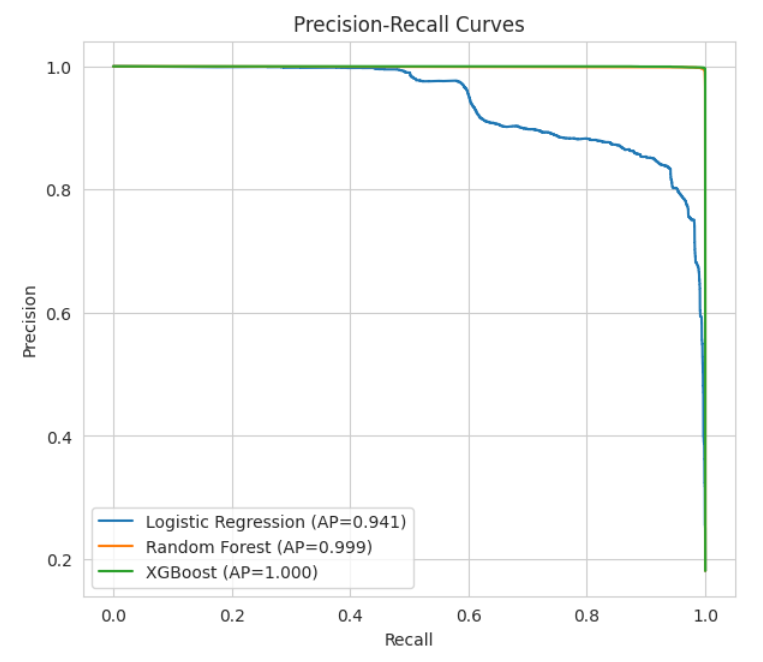 Precision-Recall Curves
1.0
0.8
0.6
0.4
0.2
Precision
Logistic Regression (AP=0.941)
Random Forest (AP=0.999)
XGBoost (AP=1.000)
0.0 0.2 0.4 0.6 0.8 1.0
Recall